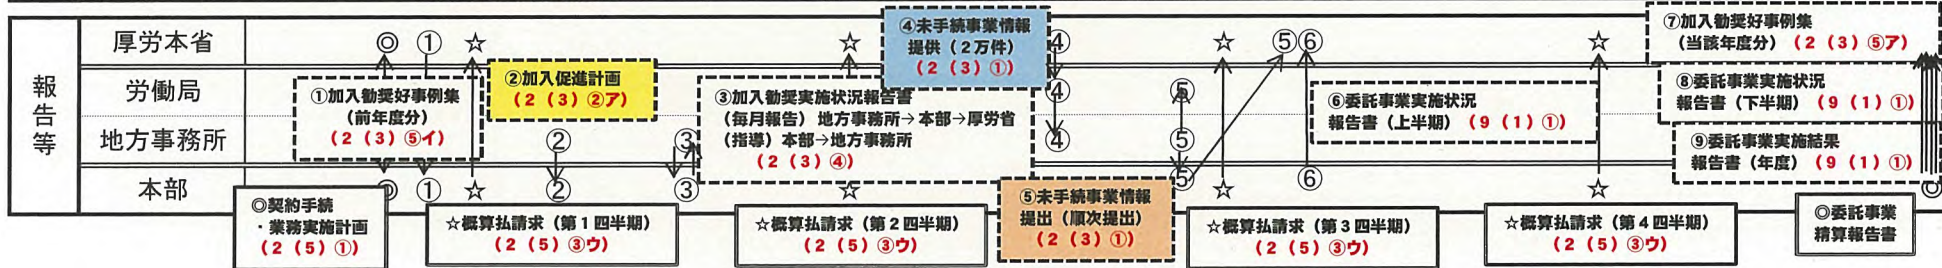 報告等
厚労本省
◎ ① ☆ ☆ ④ ☆ ⑤ ⑥ ☆
労働局
④ ⑤
地方事務所
② ③ ④ ⑤
本部
◎ ① ☆ ② ③ ☆ ⑤ ☆ ⑥ ☆ ◎
①加入勧奨好事例集
(前年度分)
(2(3)⑤イ)
②加入促進計画
(2(3)②ア)
③加入勧奨実施状況報告書
(毎月報告)地方事務所→本部→厚労省
(指導)本部→地方事務所
(2(3)④)
④未手続事業情報
提供(2万件)
(2(3)①)
⑤未手続事業情報
提出(順次提出)
(2(3)①)
⑥委託事業実施状況
報告書(上半期)(9(1)①)
⑦加入勧奨好事例集
(当該年度分)(2(3)⑤ア)
⑧委託事業実施状況
報告書(下半期)(9(1)①)
⑨委託事業実施結果
報告書(年度)(9(1)①)
◎契約手続
・業務実施計画
(2(5)①)
☆概算払請求(第1四半期)
(2(5)③ウ)
☆概算払請求(第2四半期)
(2(5)③ウ)
☆概算払請求(第3四半期)
(2(5)③ウ)
☆概算払請求(第4四半期)
(2(5)③ウ)
◎委託事業
精算報告書